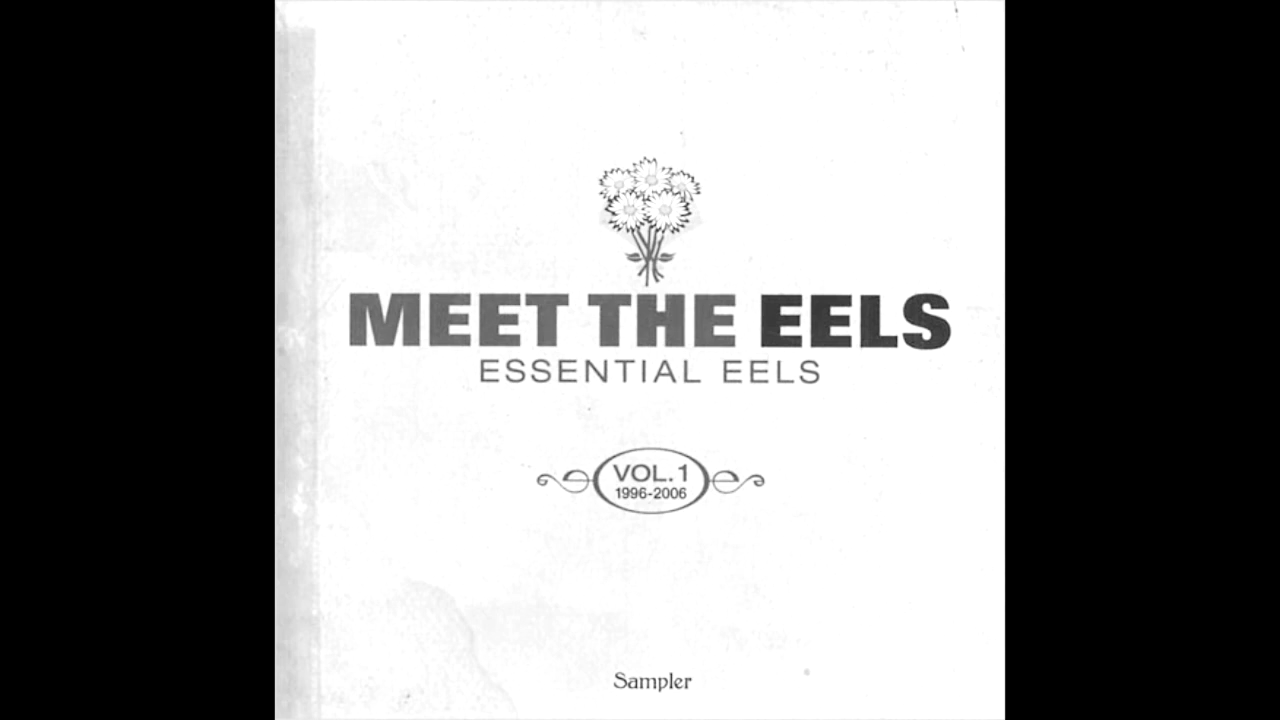 MEET THE EELS
ESSENTIAL EELS
VOL. 1
1996-2006
Sampler